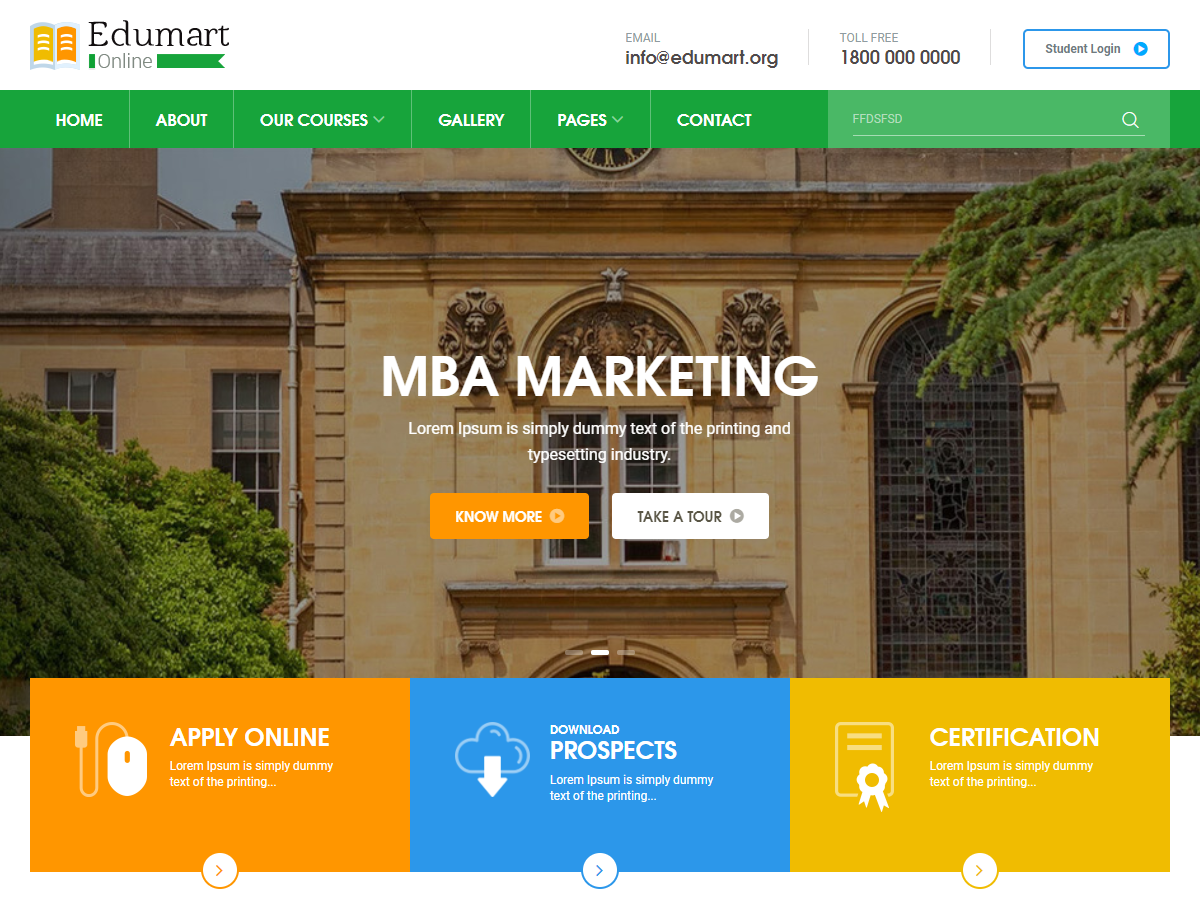 Edumart
Online
EMAIL
info@edumart.org
TOLL FREE
1800 000 0000
Student Login
HOME
ABOUT
OUR COURSES
GALLERY
PAGES
CONTACT
FFDSFSD
MBA MARKETING
Lorem Ipsum is simply dummy text of the printing and
typesetting industry.
KNOW MORE
TAKE A TOUR
APPLY ONLINE
Lorem Ipsum is simply dummy
text of the printing...
DOWNLOAD
PROSPECTS
Lorem Ipsum is simply dummy
text of the printing...
CERTIFICATION
Lorem Ipsum is simply dummy
text of the printing...